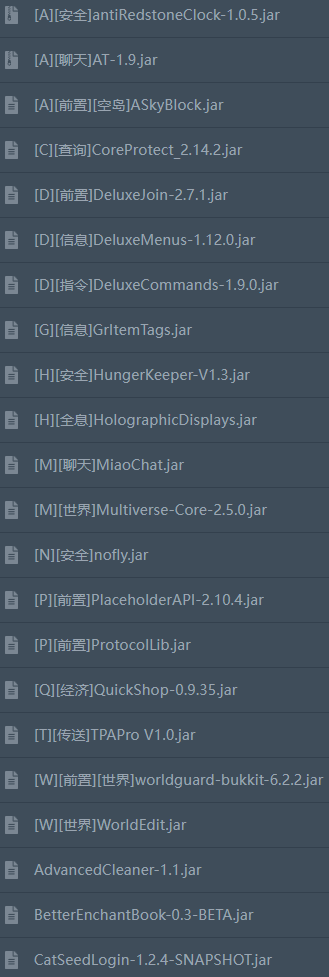 [A][安全]antiRedstoneClock-1.0.5.jar
[A][聊天]AT-1.9.jar
[A][前置][空岛]ASkyBlock.jar
[C][查询]CoreProtect_2.14.2.jar
[D][前置]DeluxeJoin-2.7.1.jar
[D][信息]DeluxeMenus-1.12.0.jar
[D][指令]DeluxeCommands-1.9.0.jar
[G][信息]GrItemTags.jar
[H][安全]HungerKeeper-V1.3.jar
[H][全息]HolographicDisplays.jar
[M][聊天]MiaoChat.jar
[M][世界]Multiverse-Core-2.5.0.jar
[N][安全]nofly.jar
[P][前置]PlaceholderAPI-2.10.4.jar
[P][前置]ProtocolLib.jar
[Q][经济]QuickShop-0.9.35.jar
[T][传送]TPAPro V1.0.jar
[W][前置][世界]worldguard-bukkit-6.2.2.jar
[W][世界]WorldEdit.jar
AdvancedCleaner-1.1.jar
BetterEnchantBook-0.3-BETA.jar
CatSeedLogin-1.2.4-SNAPSHOT.jar